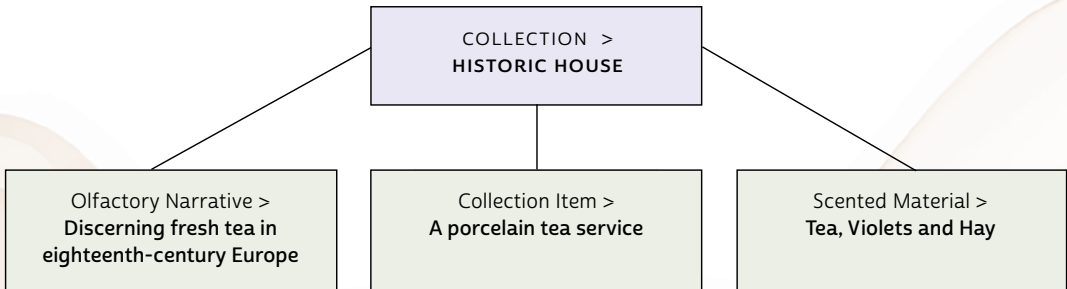 COLLECTION >
HISTORIC HOUSE
Olfactory Narrative >
Discerning fresh tea in
eighteenth-century Europe
Collection Item >
A porcelain tea service
Scented Material >
Tea, Violets and Hay